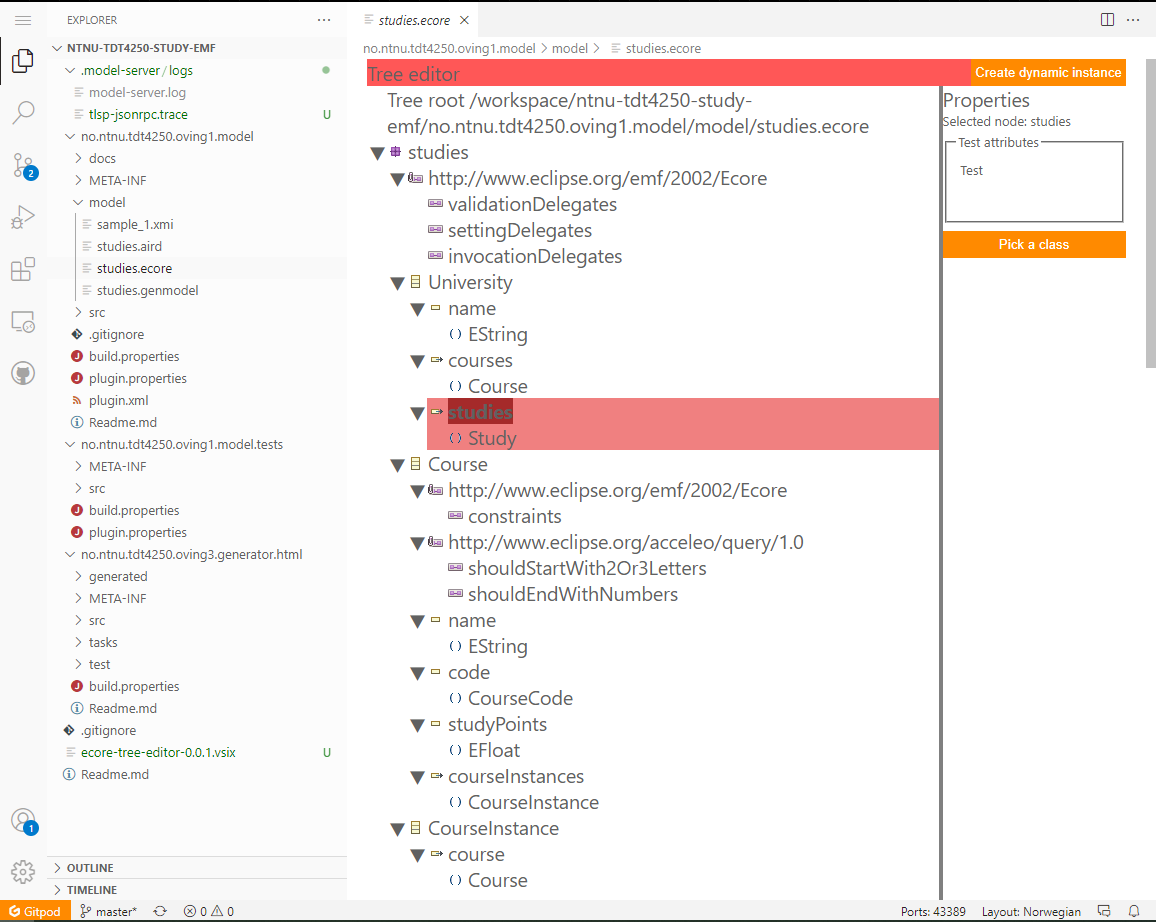 EXPLORER
NTNU-TDT4250-STUDY-EMF
.model-server / logs
model-server.log
tlsp-jsonrpc.trace U
no.ntnu.tdt4250.oving1.model
docs
META-INF
model
sample_1.xmi
studies.aird
studies.ecore
studies.genmodel
src
.gitignore
build.properties
plugin.properties
plugin.xml
Readme.md
no.ntnu.tdt4250.oving1.model.tests
META-INF
src
build.properties
plugin.properties
no.ntnu.tdt4250.oving3.generator.html
generated
META-INF
src
tasks
test
build.properties
Readme.md
.gitignore
ecore-tree-editor-0.0.1.vsix U
Readme.md
OUTLINE
TIMELINE
2
1
studies.ecore
no.ntnu.tdt4250.oving1.model > model > studies.ecore
Tree editor
Create dynamic instance
Tree root /workspace/ntnu-tdt4250-study-
emf/no.ntnu.tdt4250.oving1.model/model/studies.ecore
studies
http://www.eclipse.org/emf/2002/Ecore
validationDelegates
settingDelegates
invocationDelegates
University
name
EString
courses
Course
studies
Study
Course
http://www.eclipse.org/emf/2002/Ecore
constraints
http://www.eclipse.org/acceleo/query/1.0
shouldStartWith2Or3Letters
shouldEndWithNumbers
name
EString
code
CourseCode
studyPoints
EFloat
courseInstances
CourseInstance
CourseInstance
course
Course
Properties
Selected node: studies
Test attributes
Test
Pick a class
Gitpod master* 0 0 Ports: 43389 Layout: Norwegian